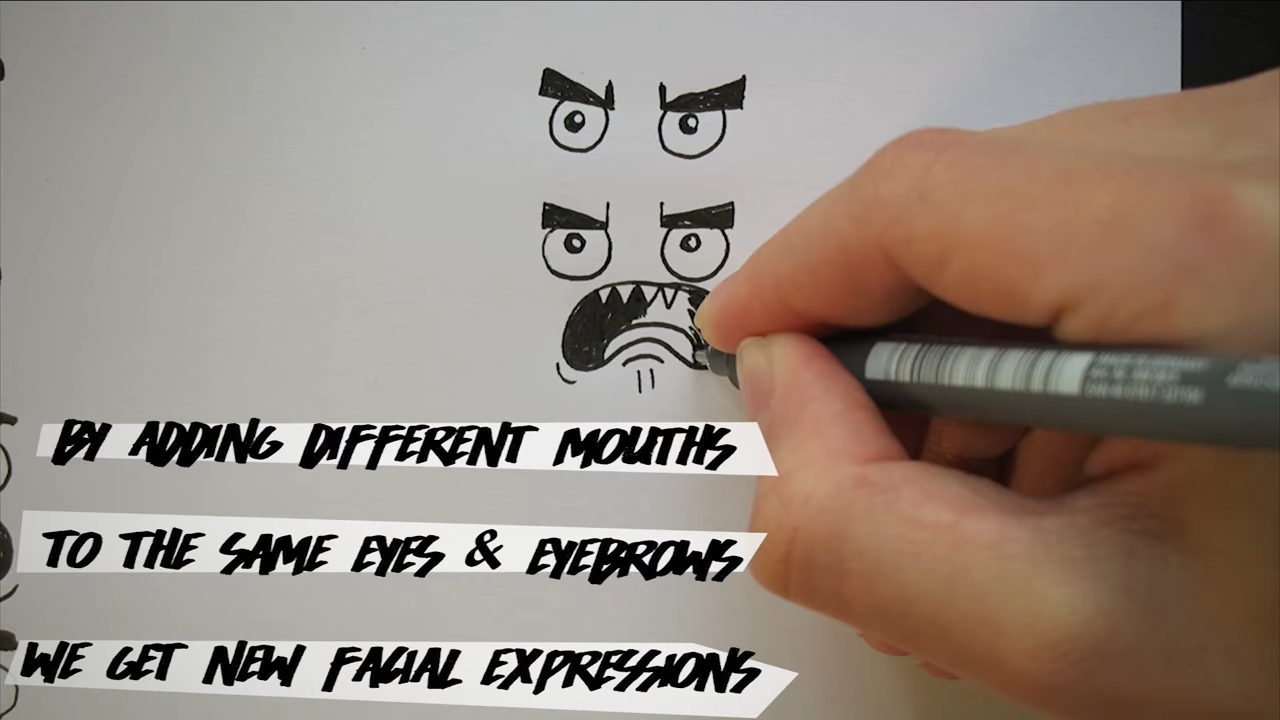 BY ADDING DIFFERENT MOUTHS
TO THE SAME EYES & EYEBROWS
WE GET NEW FACIAL EXPRESSIONS